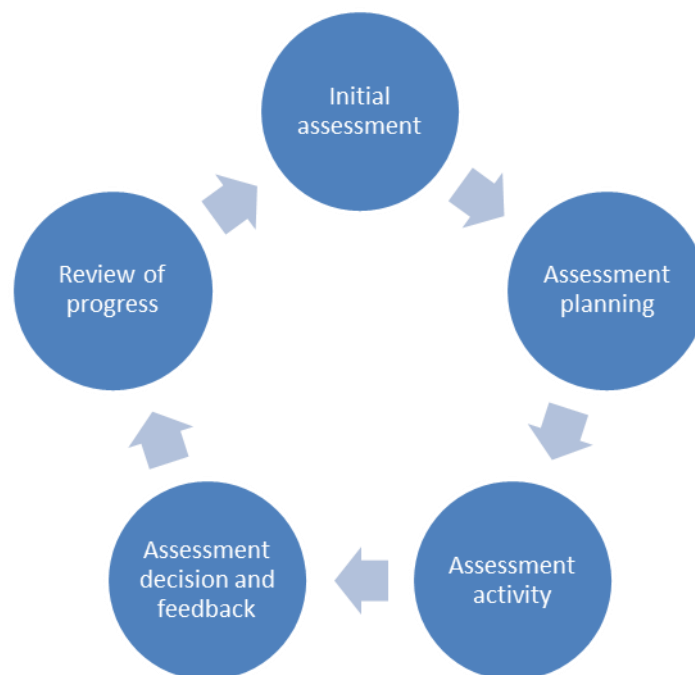 Initial
assessment
Assessment
planning
Assessment
activity
Assessment
decision and
feedback
Review of
progress